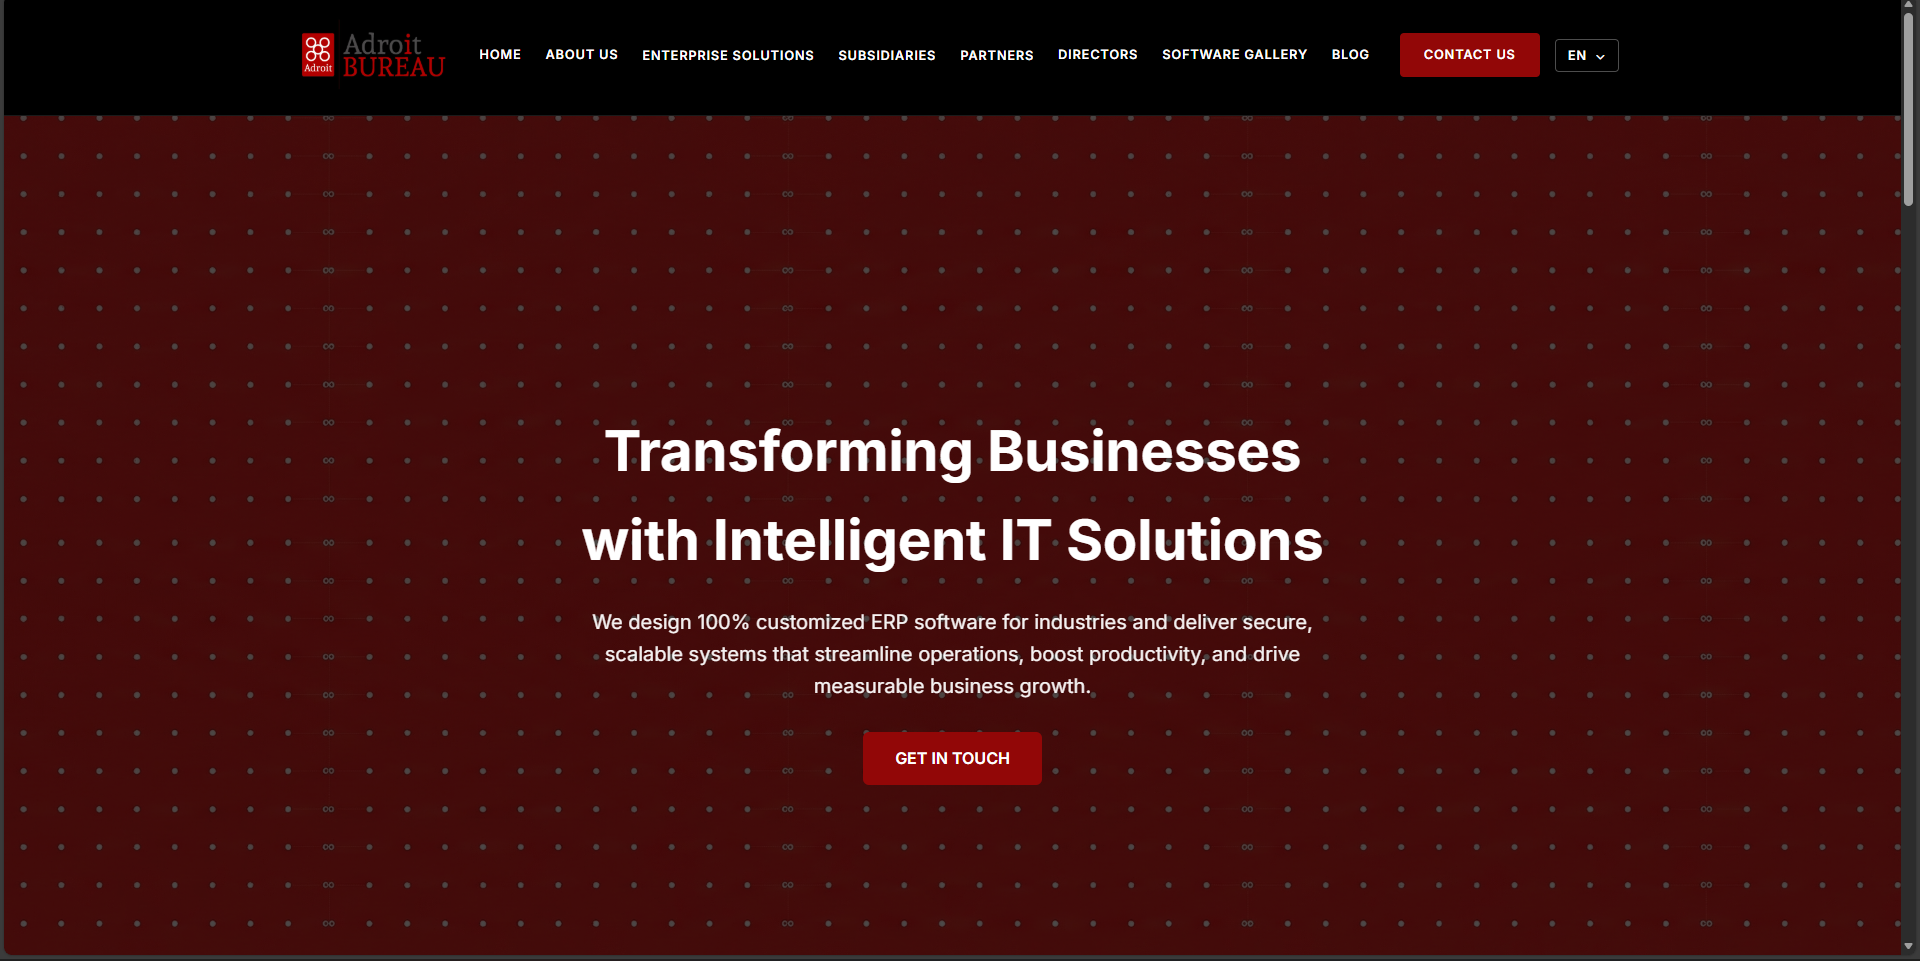 Adroit
Adroit
BUREAU
HOME
ABOUT US
ENTERPRISE SOLUTIONS
SUBSIDIARIES
PARTNERS
DIRECTORS
SOFTWARE GALLERY
BLOG
CONTACT US
EN
Transforming Businesses
with Intelligent IT Solutions
We design 100% customized ERP software for industries and deliver secure,
scalable systems that streamline operations, boost productivity, and drive
measurable business growth.
GET IN TOUCH